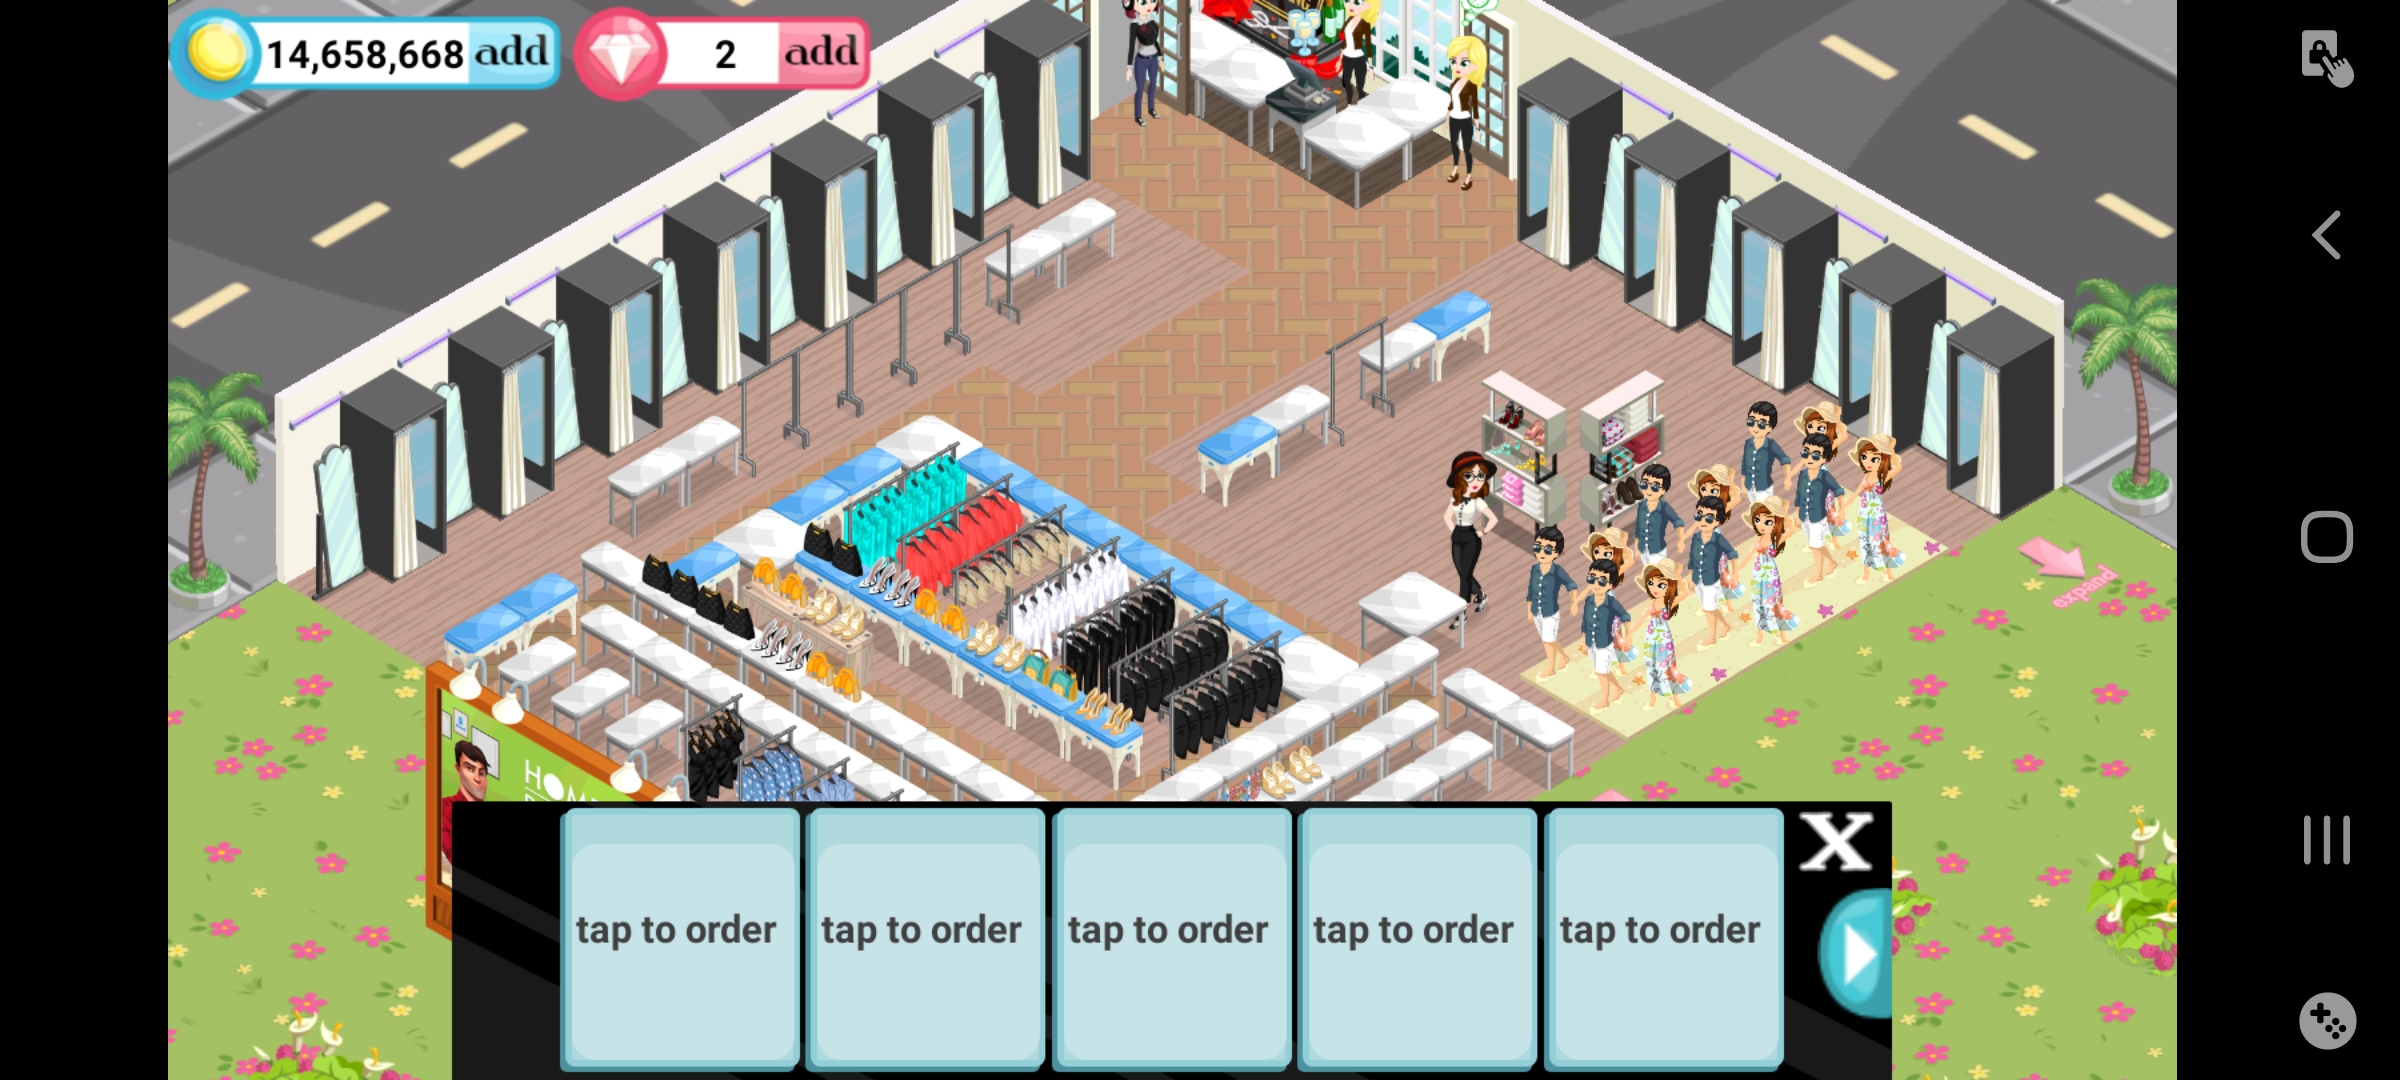 14,658,668 add
2 add
expand
HOME
tap to order
tap to order
tap to order
tap to order
tap to order
X